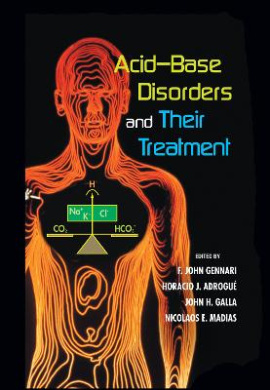 Acid–Base
Disorders
and Their
Treatment
H
Na⁺ K Cl⁻
CO₂ HCO₃⁻
EDITED BY
F. JOHN GENNARI
HORACIO J. ADROGUÉ
JOHN H. GALLA
NICOLAOS E. MADIAS